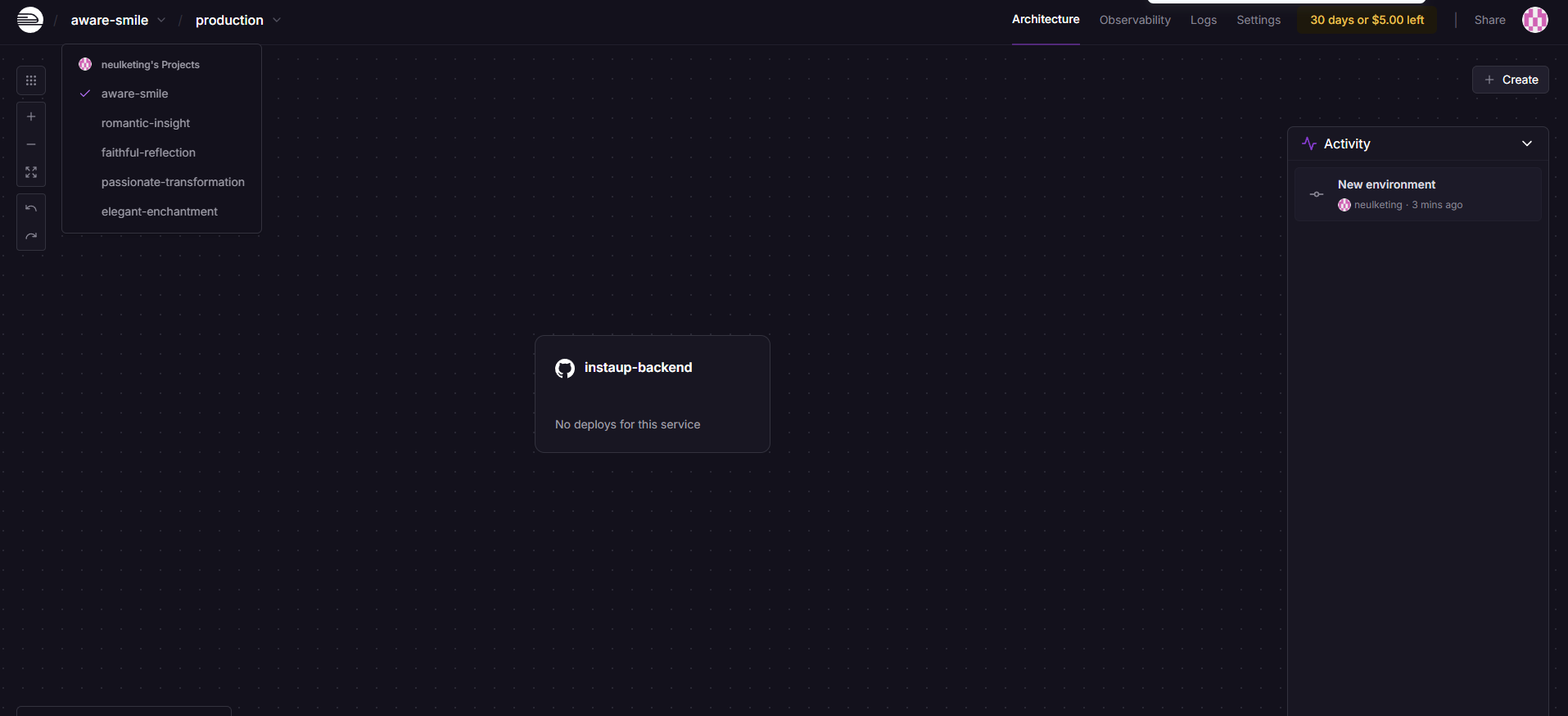 / aware-smile / production
Architecture Observability Logs Settings 30 days or $5.00 left Share
neulketing's Projects
aware-smile
romantic-insight
faithful-reflection
passionate-transformation
elegant-enchantment
+ Create
Activity
New environment
neulketing · 3 mins ago
instaup-backend
No deploys for this service